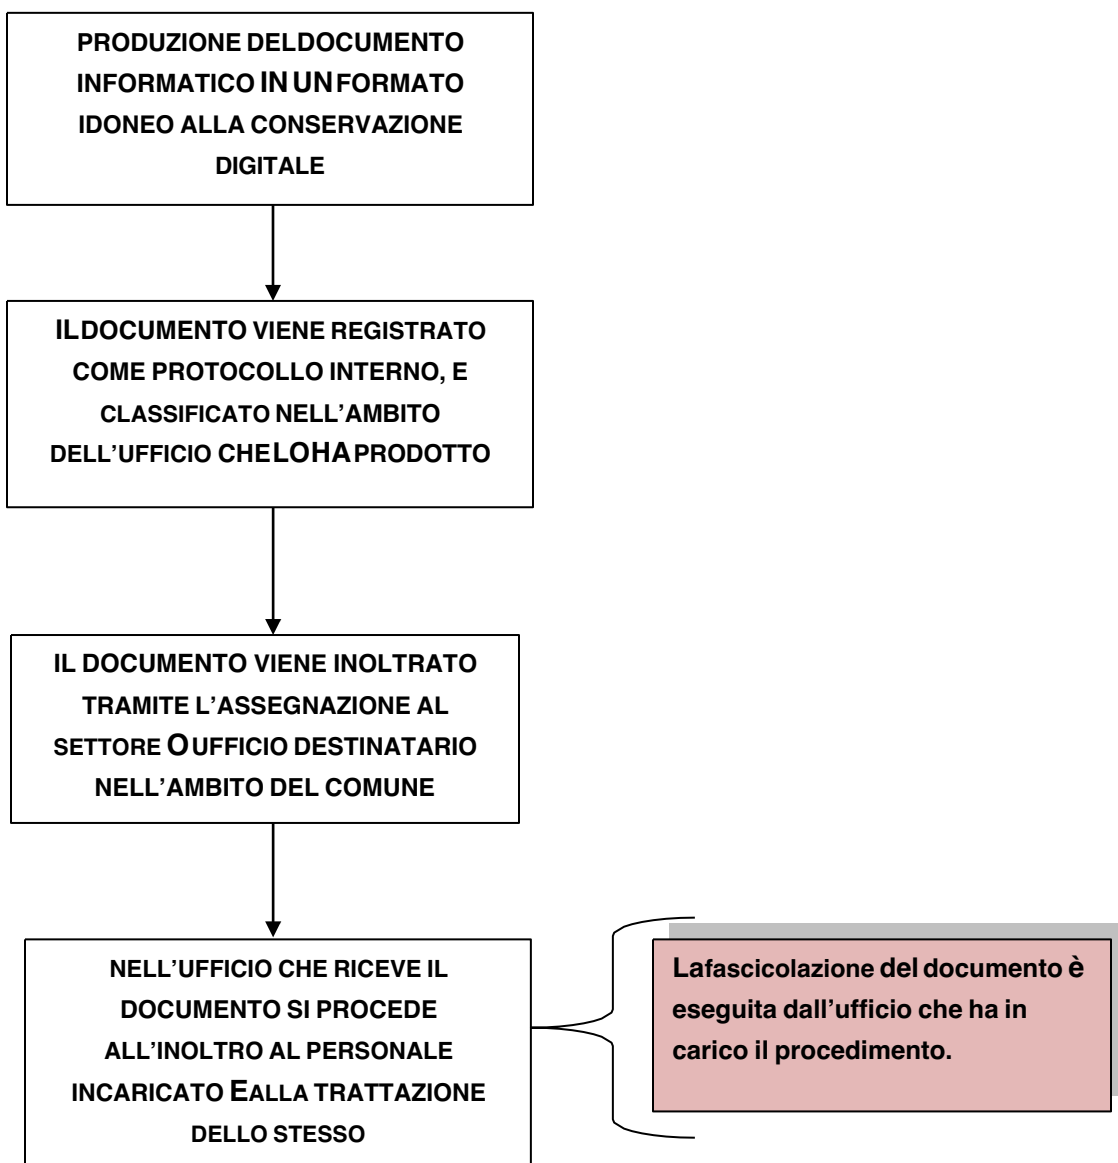 PRODUZIONE DELDOCUMENTO
INFORMATICO IN UN FORMATO
IDONEO ALLA CONSERVAZIONE
DIGITALE
ILDOCUMENTO VIENE REGISTRATO
COME PROTOCOLLO INTERNO, E
CLASSIFICATO NELL’AMBITO
DELL’UFFICIO CHELOHAPRODOTTO
IL DOCUMENTO VIENE INOLTRATO
TRAMITE L’ASSEGNAZIONE AL
SETTORE OUFFICIO DESTINATARIO
NELL’AMBITO DEL COMUNE
NELL’UFFICIO CHE RICEVE IL
DOCUMENTO SI PROCEDE
ALL’INOLTRO AL PERSONALE
INCARICATO EALLA TRATTAZIONE
DELLO STESSO
Lafascicolazione del documento è
eseguita dall’ufficio che ha in
carico il procedimento.